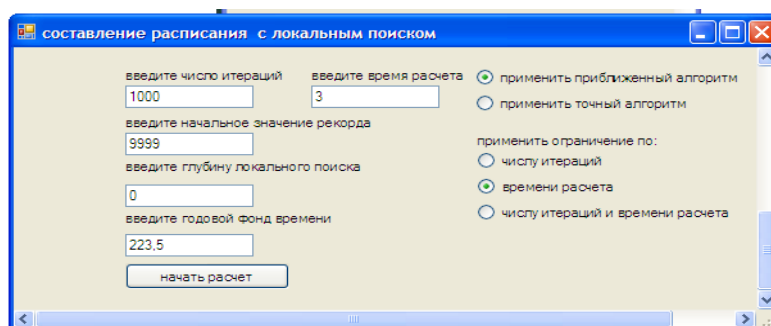 составление расписания с локальным поиском
введите число итераций
введите время расчета
1000
3
введите начальное значение рекорда
9999
введите глубину локального поиска
0
введите годовой фонд времени
223,5
начать расчет
применить приближенный алгоритм
применить точный алгоритм
применить ограничение по:
числу итераций
времени расчета
числу итераций и времени расчета